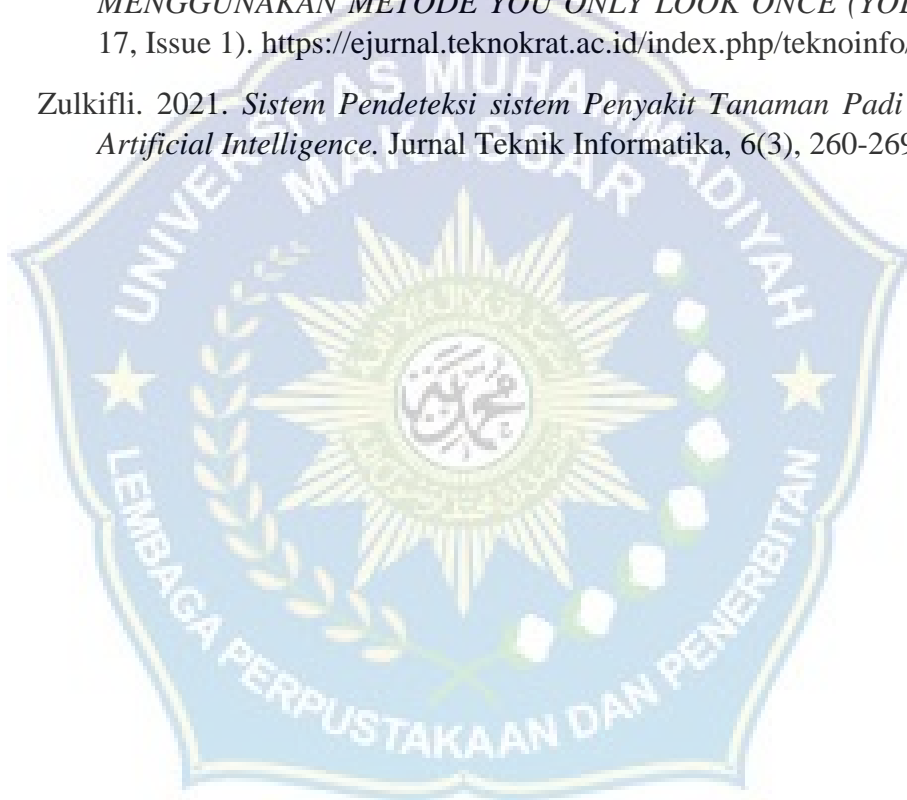 MENGGUNAKAN METODE YOU ONLY LOOK ONCE (YOL
17, Issue 1). https://ejurnal.teknokrat.ac.id/index.php/teknoinfo/
Zulkifli. 2021. Sistem Pendeteksi sistem Penyakit Tanaman Padi
Artificial Intelligence. Jurnal Teknik Informatika, 6(3), 260-269
UNIVERSITAS MUHAMMADIYAH
MAKASSAR
LEMBAGA PERPUSTAKAAN DAN PENERBITAN